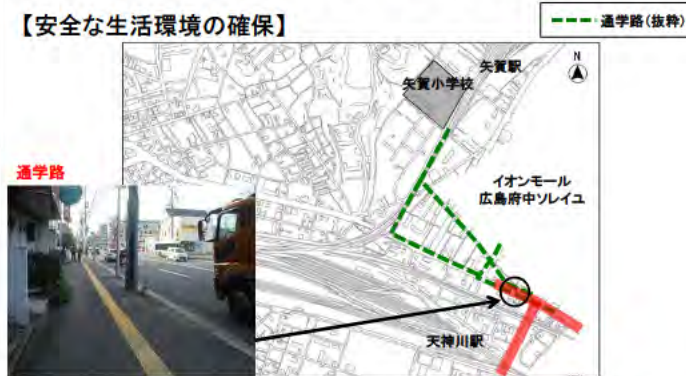 【安全な生活環境の確保】
通学路(抜粋)
矢賀駅
N
矢賀小学校
通学路
イオンモール
広島府中ソレイユ
天神川駅